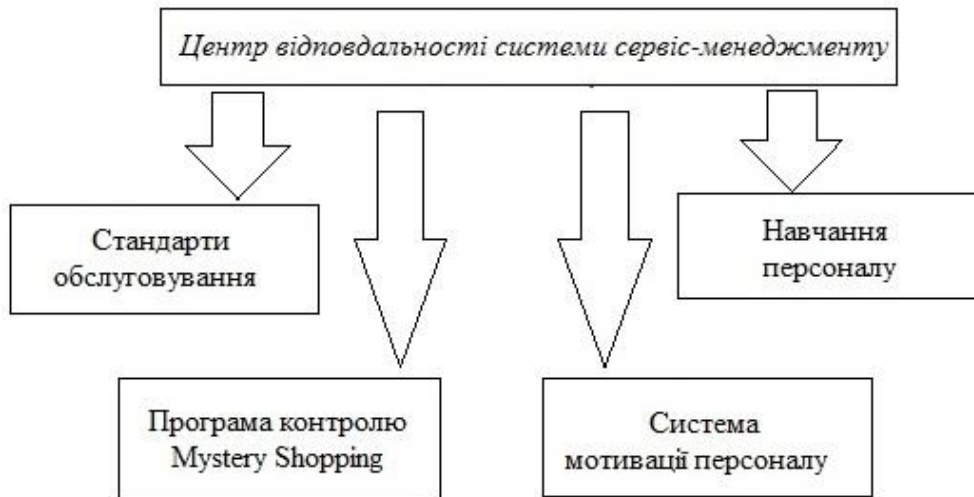 Центр відповдальності системи сервіс-менеджменту
Стандарти
обслуговування
Навчання
персоналу
Програма контролю
Mystery Shopping
Система
мотивації персоналу